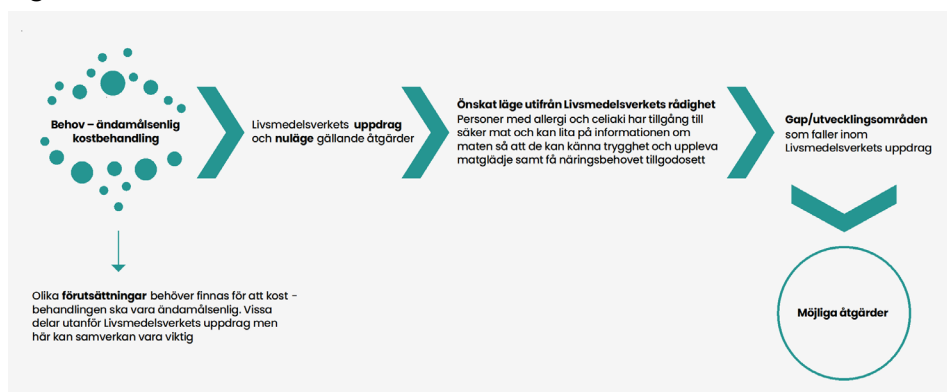 Behov – ändamålsenlig
kostbehandling
Livsmedelsverkets uppdrag
och nuläge gällande åtgärder
Önskat läge utifrån Livsmedelsverkets rådighet
Personer med allergi och celiaki har tillgång till
säker mat och kan lita på informationen om
maten så att de kan känna trygghet och uppleva
matglädje samt få näringsbehovet tillgodosett
Gap/utvecklingsområden
som faller inom
Livsmedelsverkets uppdrag
Olika förutsättningar behöver finnas för att kost -
behandlingen ska vara ändamålsenlig. Vissa
delar utanför Livsmedelsverkets uppdrag men
här kan samverkan vara viktig
Möjliga åtgärder